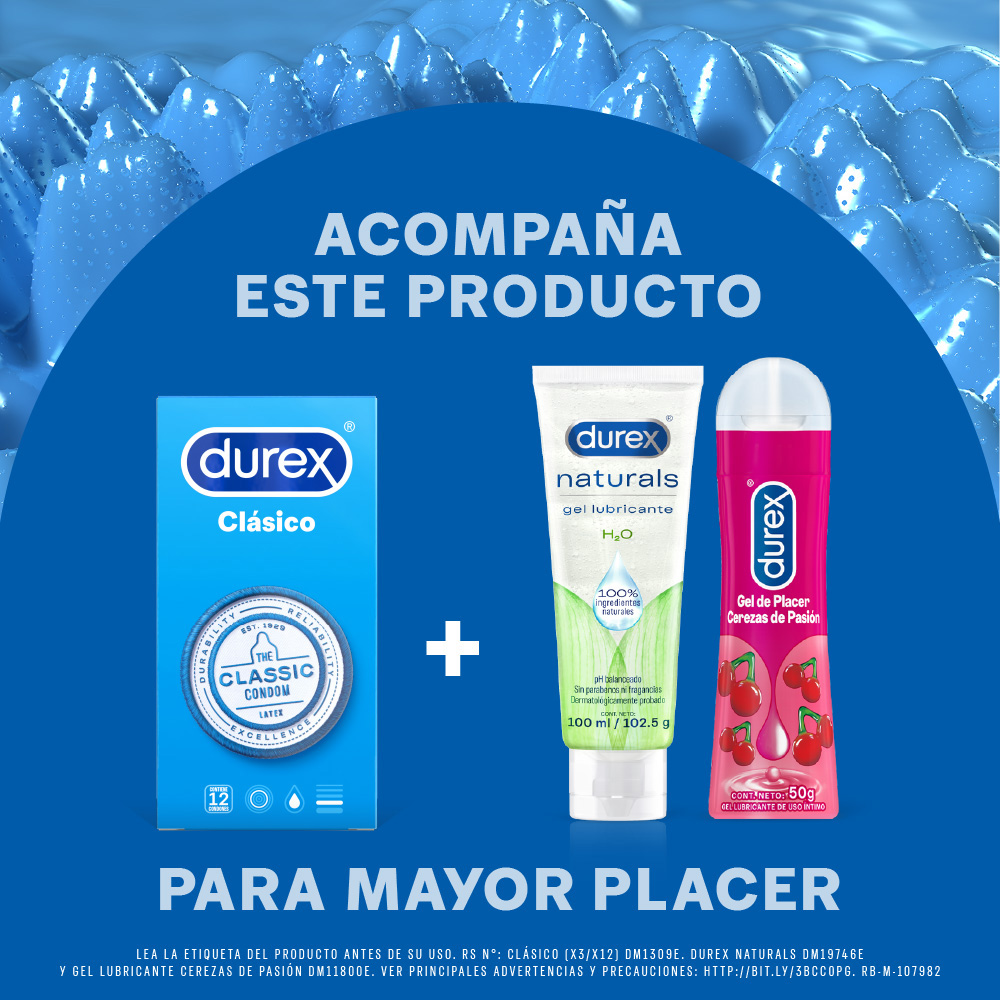 ACOMPAÑA
ESTE PRODUCTO
durex®
Clásico
DURABILITY
RELIABILITY
EST. 1929
THE
CLASSIC
CONDOM
LATEX
EXCELLENCE
CONTIENE
12
CONDONES
+
durex®
naturals
gel lubricante
H₂O
100%
ingredientes
naturales
pH balanceado
Sin parabenos ni fragancias
Dermatológicamente probado
CONT. NETO:
100 ml / 102.5 g
durex®
Gel de Placer
Cerezas de Pasión
CONT. NETO: 50g
GEL LUBRICANTE DE USO ÍNTIMO
PARA MAYOR PLACER
LEA LA ETIQUETA DEL PRODUCTO ANTES DE SU USO. RS N°: CLÁSICO (X3/X12) DM1309E. DUREX NATURALS DM19746E
Y GEL LUBRICANTE CEREZAS DE PASIÓN DM11800E. VER PRINCIPALES ADVERTENCIAS Y PRECAUCIONES: HTTP://BIT.LY/3BCCOPG. RB-M-107982